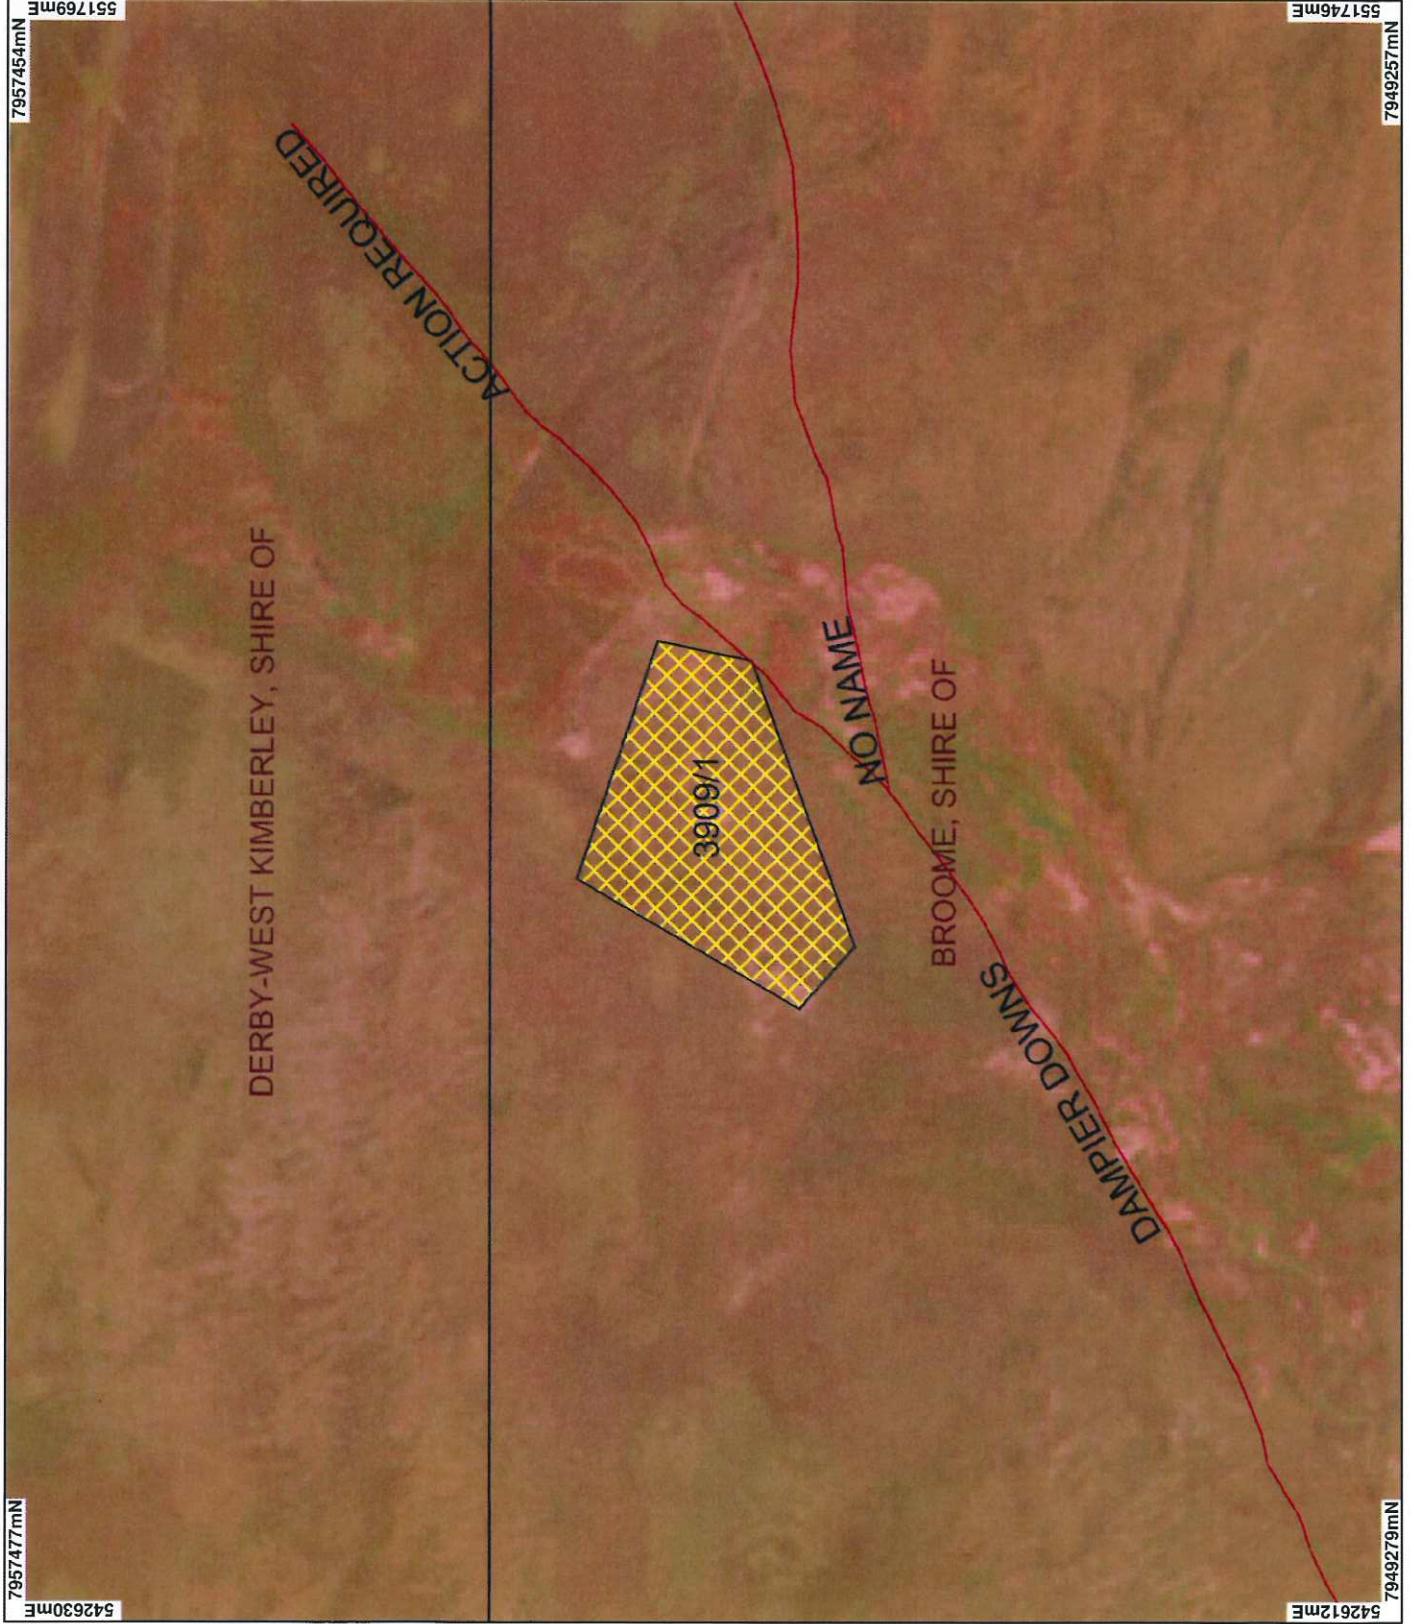 7957477mN
542630mE
7957454mN
551769mE
DERBY-WEST KIMBERLEY, SHIRE OF
ACTION REQUIRED
3909/1
NO NAME
BROOME, SHIRE OF
DAMPIER DOWNS
7949279mN
542612mE
7949257mN
551746mE